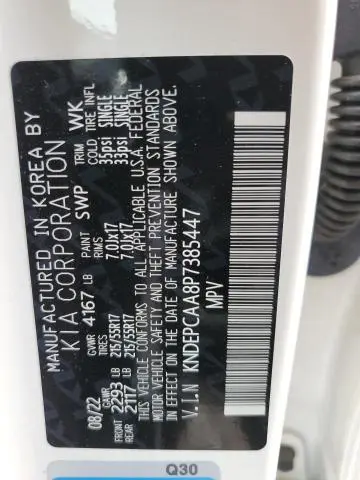 MANUFACTURED IN KOREA BY
KIA CORPORATION
08/22 GVWR 4167 LB PAINT SWP TRIM WK
GAWR TIRES RIMS COLD TIRE INFL
FRONT 2293 LB 215/55R17 7.0Jx17 35psi SINGLE
REAR 2117 LB 215/55R17 7.0Jx17 33psi SINGLE
THIS VEHICLE CONFORMS TO ALL APPLICABLE U.S.A. FEDERAL
MOTOR VEHICLE SAFETY AND THEFT PREVENTION STANDARDS
IN EFFECT ON THE DATE OF MANUFACTURE SHOWN ABOVE.
V.I.N KNDEPCAA8P7385447
MPV
Q30